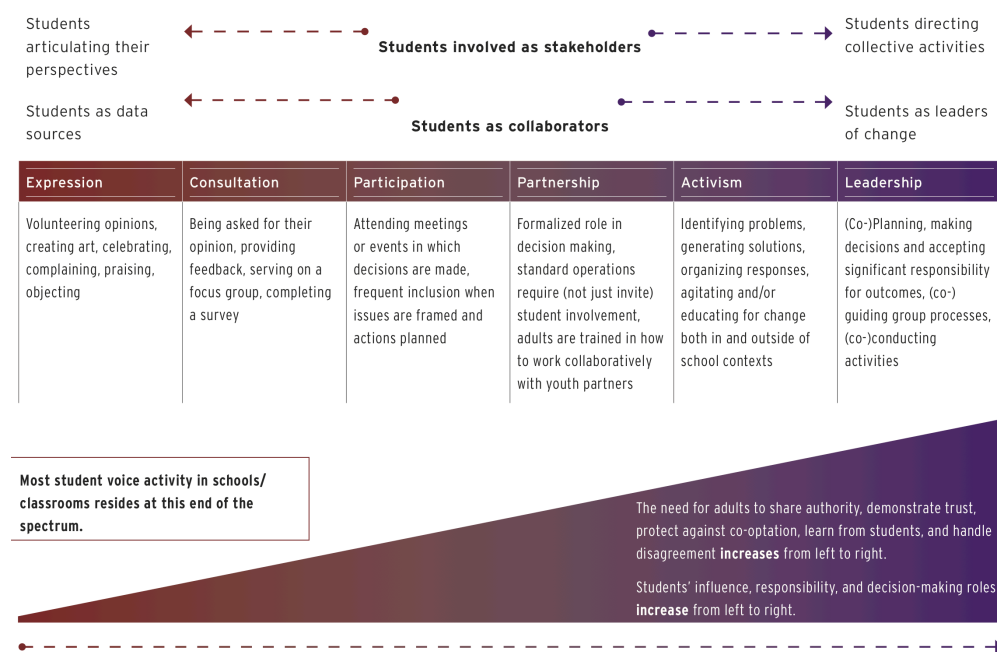 Students
articulating their
perspectives
Students involved as stakeholders
Students directing
collective activities
Students as data
sources
Students as collaborators
Students as leaders
of change
Expression
Volunteering opinions,
creating art, celebrating,
complaining, praising,
objecting
Consultation
Being asked for their
opinion, providing
feedback, serving on a
focus group, completing
a survey
Participation
Attending meetings
or events in which
decisions are made,
frequent inclusion when
issues are framed and
actions planned
Partnership
Formalized role in
decision making,
standard operations
require (not just invite)
student involvement,
adults are trained in how
to work collaboratively
with youth partners
Activism
Identifying problems,
generating solutions,
organizing responses,
agitating and/or
educating for change
both in and outside of
school contexts
Leadership
(Co-)Planning, making
decisions and accepting
significant responsibility
for outcomes, (co-)
guiding group processes,
(co-)conducting
activities
Most student voice activity in schools/
classrooms resides at this end of the
spectrum.
The need for adults to share authority, demonstrate trust,
protect against co-optation, learn from students, and handle
disagreement increases from left to right.
Students' influence, responsibility, and decision-making roles
increase from left to right.